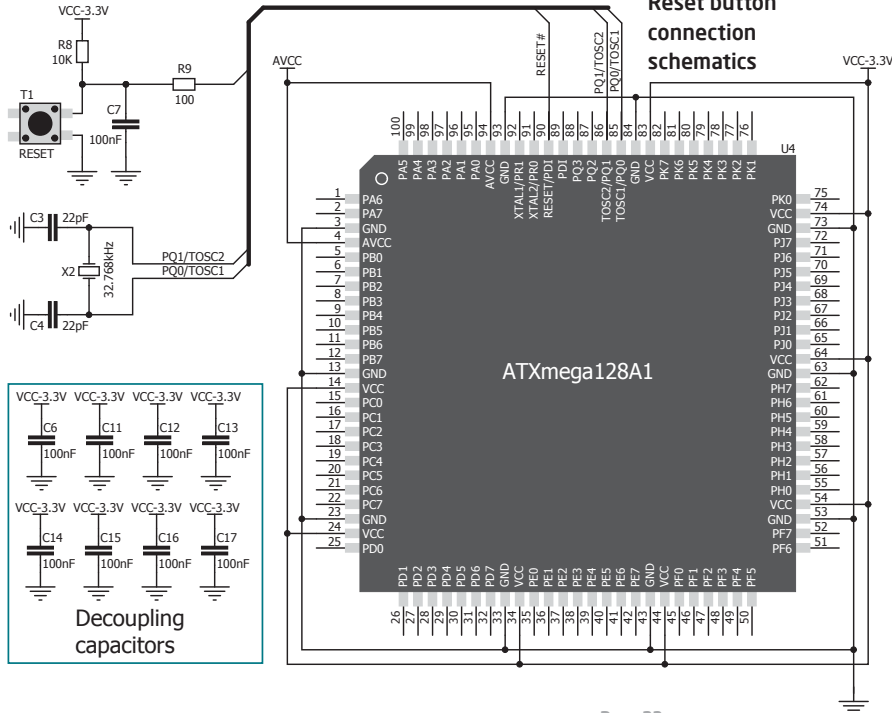 Reset button
connection
schematics
VCC-3.3V
R8
10K
R9
100
T1
C7
100nF
RESET
AVCC
RESET#
PQ1/TOSC2
PQ0/TOSC1
VCC-3.3V
C3
22pF
X2
32.768kHz
PQ1/TOSC2
PQ0/TOSC1
C4
22pF
U4
ATXmega128A1
100 PA5
99 PA4
98 PA3
97 PA2
96 PA1
95 PA0
94 AVCC
93 GND
92 XTAL1/PR1
91 XTAL2/PR0
90 RESET/PDI
89 PDI
88 PQ3
87 PQ2
86 TOSC2/PQ1
85 TOSC1/PQ0
84 GND
83 VCC
82 PK7
81 PK6
80 PK5
79 PK4
78 PK3
77 PK2
76 PK1
1 PA6
2 PA7
3 GND
4 AVCC
5 PB0
6 PB1
7 PB2
8 PB3
9 PB4
10 PB5
11 PB6
12 PB7
13 GND
14 VCC
15 PC0
16 PC1
17 PC2
18 PC3
19 PC4
20 PC5
21 PC6
22 PC7
23 GND
24 VCC
25 PD0
PK0 75
VCC 74
GND 73
PJ7 72
PJ6 71
PJ5 70
PJ4 69
PJ3 68
PJ2 67
PJ1 66
PJ0 65
VCC 64
GND 63
PH7 62
PH6 61
PH5 60
PH4 59
PH3 58
PH2 57
PH1 56
PH0 55
VCC 54
GND 53
PF7 52
PF6 51
PD1 26
PD2 27
PD3 28
PD4 29
PD5 30
PD6 31
PD7 32
GND 33
VCC 34
PE0 35
PE1 36
PE2 37
PE3 38
PE4 39
PE5 40
PE6 41
PE7 42
GND 43
VCC 44
PF0 45
PF1 46
PF2 47
PF3 48
PF4 49
PF5 50
VCC-3.3V VCC-3.3V VCC-3.3V VCC-3.3V
C6 C11 C12 C13
100nF 100nF 100nF 100nF
VCC-3.3V VCC-3.3V VCC-3.3V VCC-3.3V
C14 C15 C16 C17
100nF 100nF 100nF 100nF
Decoupling
capacitors